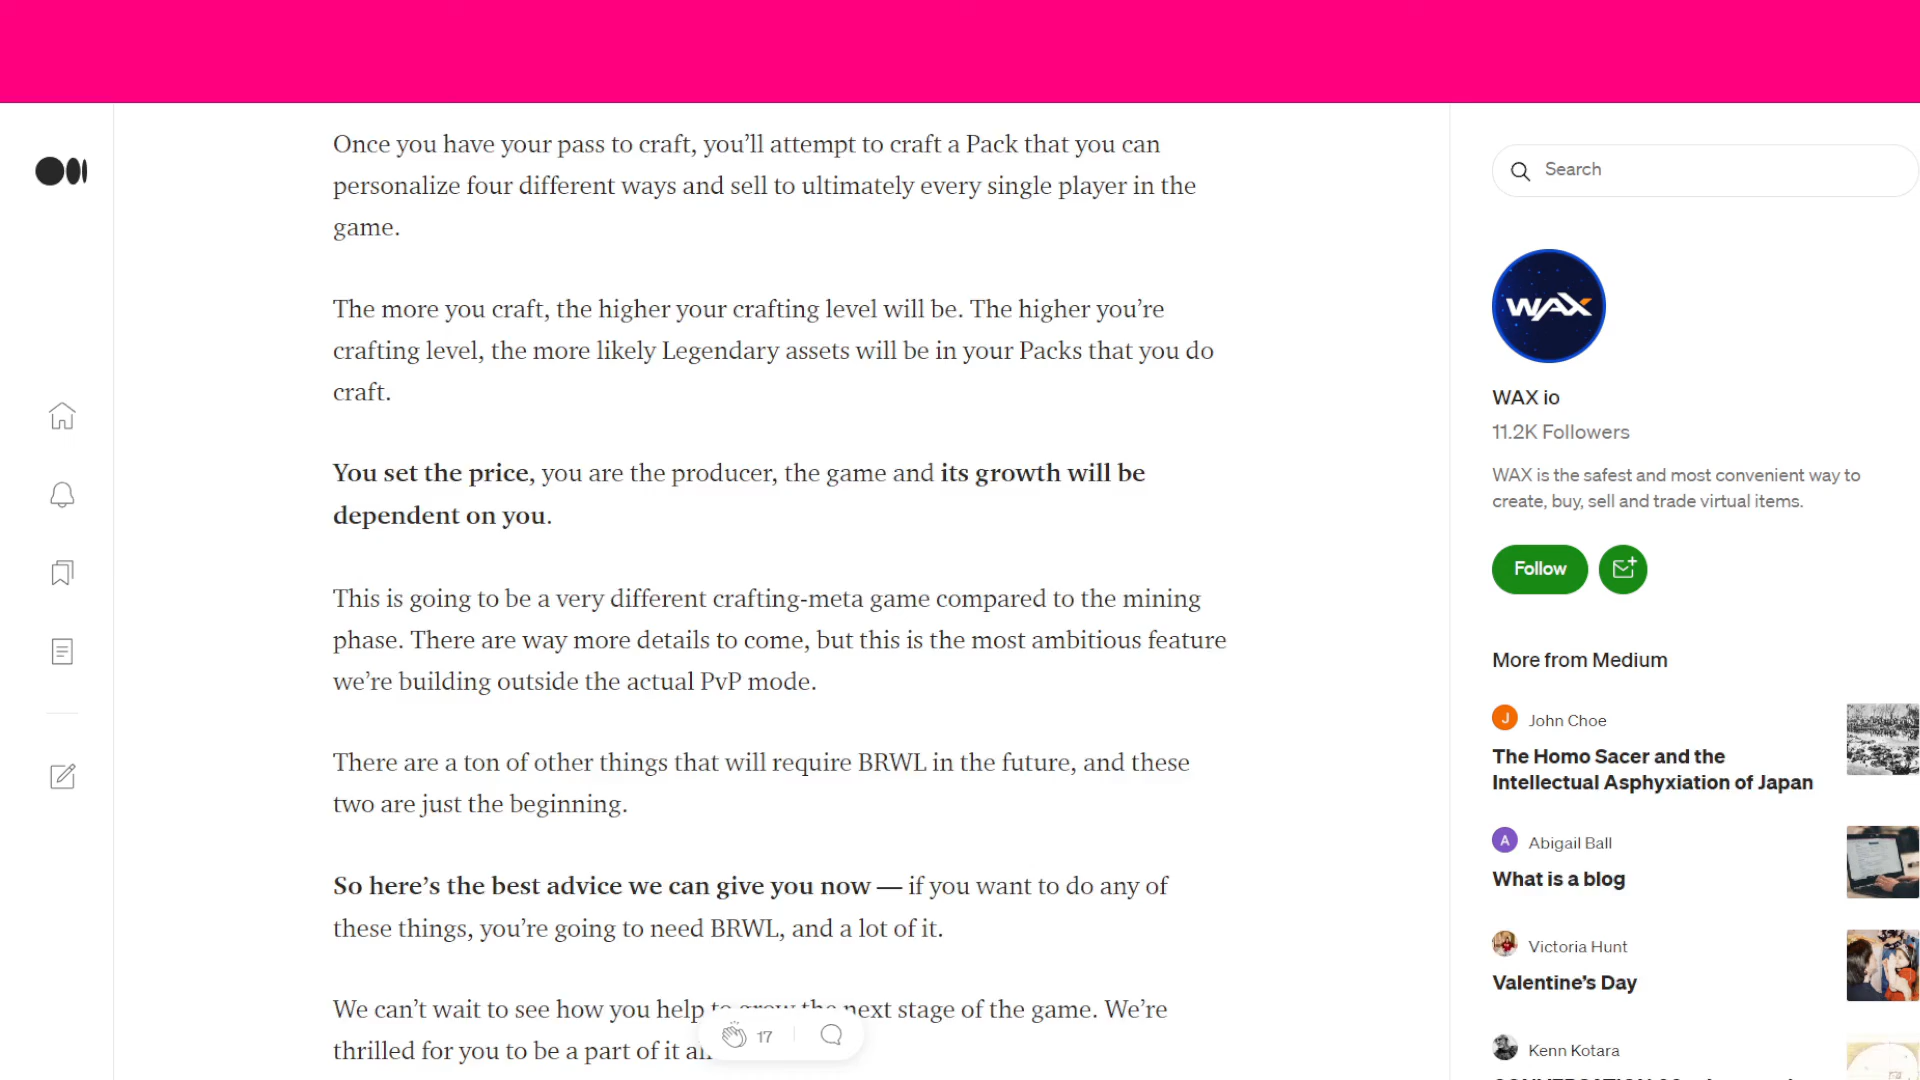 Once you have your pass to craft, you’ll attempt to craft a Pack that you can
personalize four different ways and sell to ultimately every single player in the
game.
The more you craft, the higher your crafting level will be. The higher you’re
crafting level, the more likely Legendary assets will be in your Packs that you do
craft.
You set the price, you are the producer, the game and its growth will be
dependent on you.
This is going to be a very different crafting-meta game compared to the mining
phase. There are way more details to come, but this is the most ambitious feature
we’re building outside the actual PvP mode.
There are a ton of other things that will require BRWL in the future, and these
two are just the beginning.
So here’s the best advice we can give you now — if you want to do any of
these things, you’re going to need BRWL, and a lot of it.
We can’t wait to see how you help to grow the next stage of the game. We’re
thrilled for you to be a part of it
17
Search
WAX
WAX io
11.2K Followers
WAX is the safest and most convenient way to
create, buy, sell and trade virtual items.
Follow
More from Medium
J John Choe
The Homo Sacer and the
Intellectual Asphyxiation of Japan
A Abigail Ball
What is a blog
Victoria Hunt
Valentine’s Day
Kenn Kotara